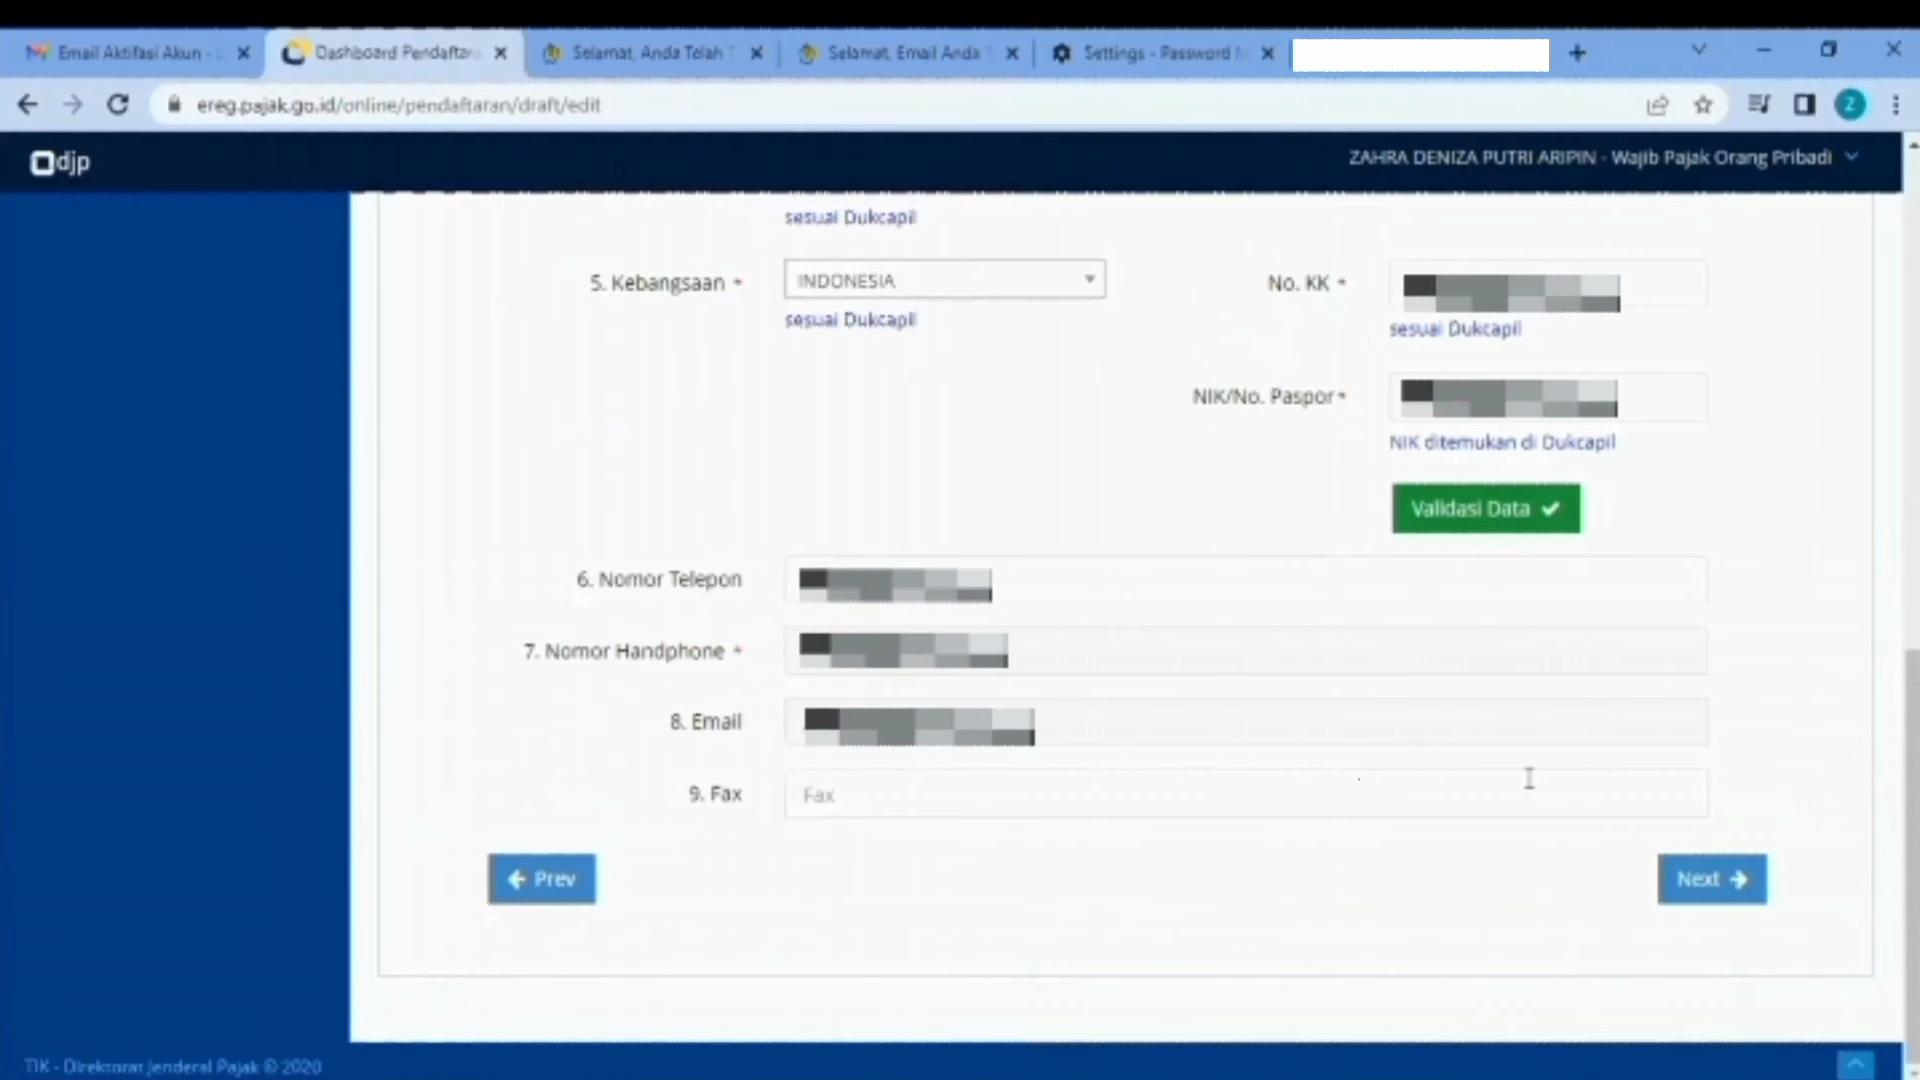 Email Aktifasi Akun -
Dashboard Pendaftara
Selamat, Anda Telah T
Selamat, Email Anda T
Settings - Password M
ereg.pajak.go.id/online/pendaftaran/draft/edit
Z
djp
ZAHRA DENIZA PUTRI ARIPIN - Wajib Pajak Orang Pribadi
sesuai Dukcapil
5. Kebangsaan *
INDONESIA
No. KK *
sesuai Dukcapil
sesuai Dukcapil
NIK/No. Paspor *
NIK ditemukan di Dukcapil
Validasi Data
6. Nomor Telepon
7. Nomor Handphone *
8. Email
9. Fax
Fax
Prev
Next
TIK - Direktorat Jenderal Pajak © 2020